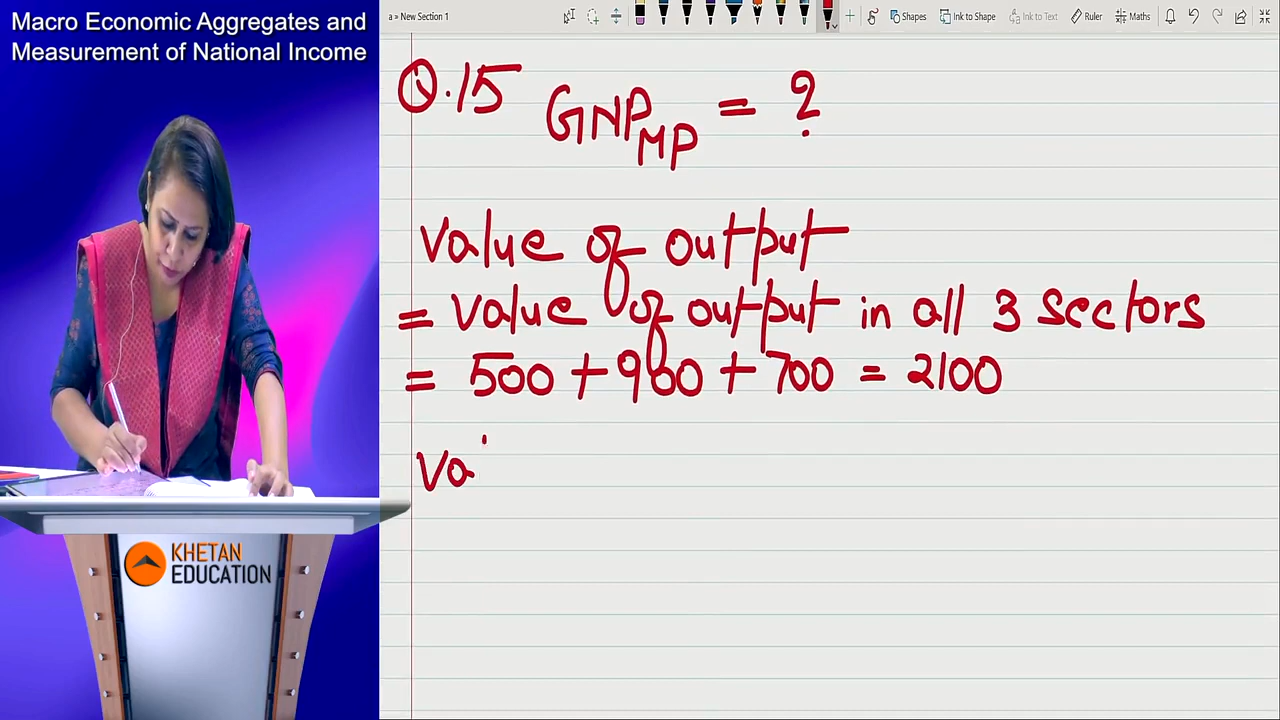 Macro Economic Aggregates and
Measurement of National Income
a » New Section 1
Shapes
Ink to Shape
Ink to Text
Ruler
Maths
Q.15 GNP MP = ?
Value of output
= Value of output in all 3 sectors
= 500 + 900 + 700 = 2100
Va
KHETAN
EDUCATION